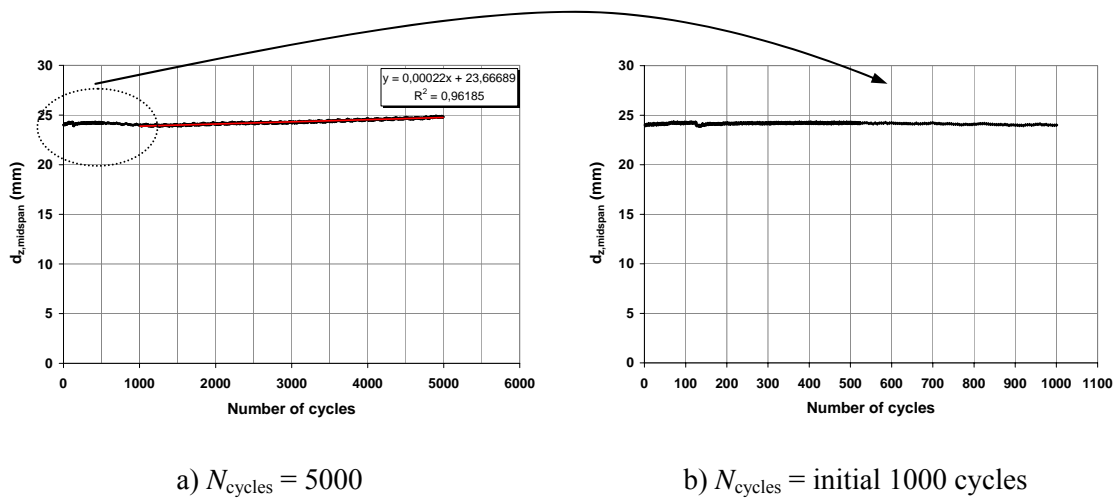 30
25
20
15
10
5
0
d z,midspan (mm)
y = 0,00022x + 23,66689
R² = 0,96185
0 1000 2000 3000 4000 5000 6000
Number of cycles
a) Ncycles = 5000
30
25
20
15
10
5
0
dz,midspan (mm)
0 100 200 300 400 500 600 700 800 900 1000 1100
Number of cycles
b) Ncycles = initial 1000 cycles